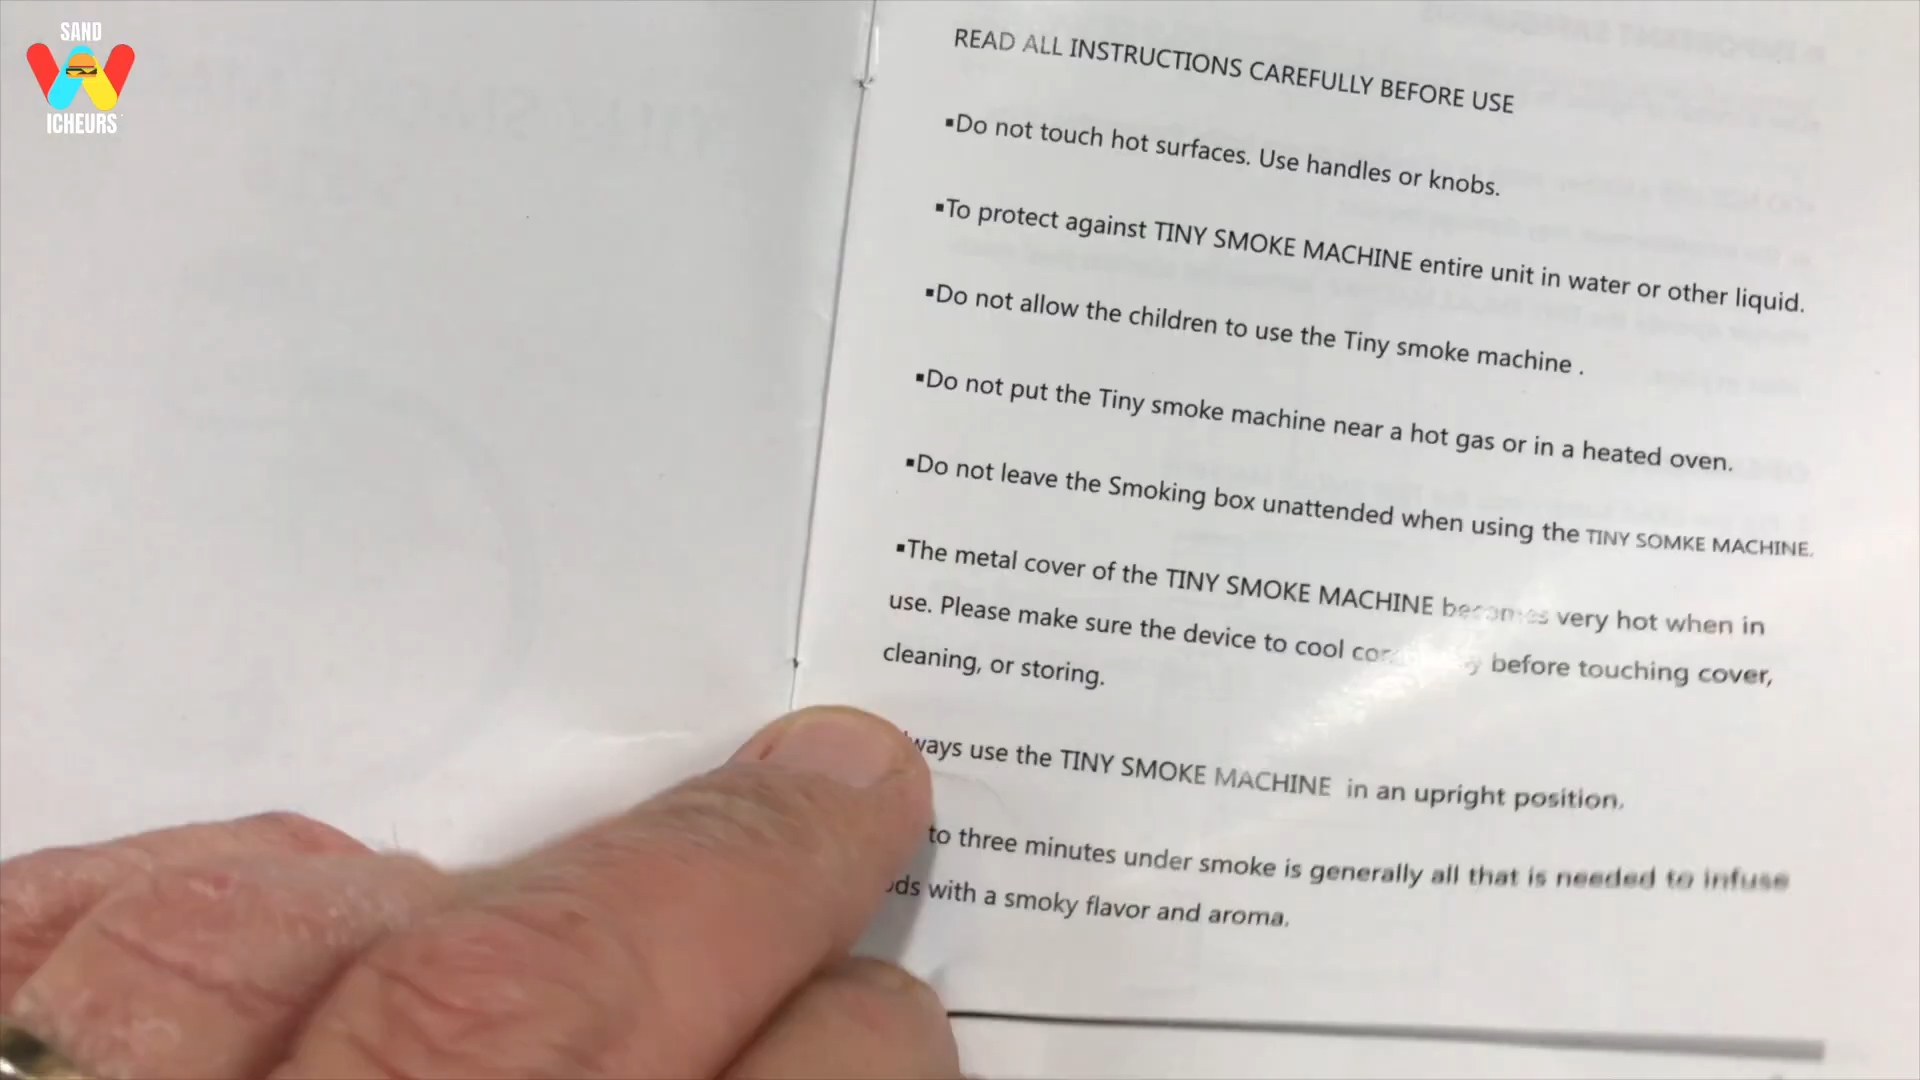 SAND
W
ICHEURS
READ ALL INSTRUCTIONS CAREFULLY BEFORE USE
▪Do not touch hot surfaces. Use handles or knobs.
▪To protect against TINY SMOKE MACHINE entire unit in water or other liquid.
▪Do not allow the children to use the Tiny smoke machine .
▪Do not put the Tiny smoke machine near a hot gas or in a heated oven.
▪Do not leave the Smoking box unattended when using the TINY SOMKE MACHINE.
▪The metal cover of the TINY SMOKE MACHINE becomes very hot when in
use. Please make sure the device to cool before touching cover,
cleaning, or storing.
use the TINY SMOKE MACHINE in an upright position.
to three minutes under smoke is generally all that is needed to infuse
with a smoky flavor and aroma.